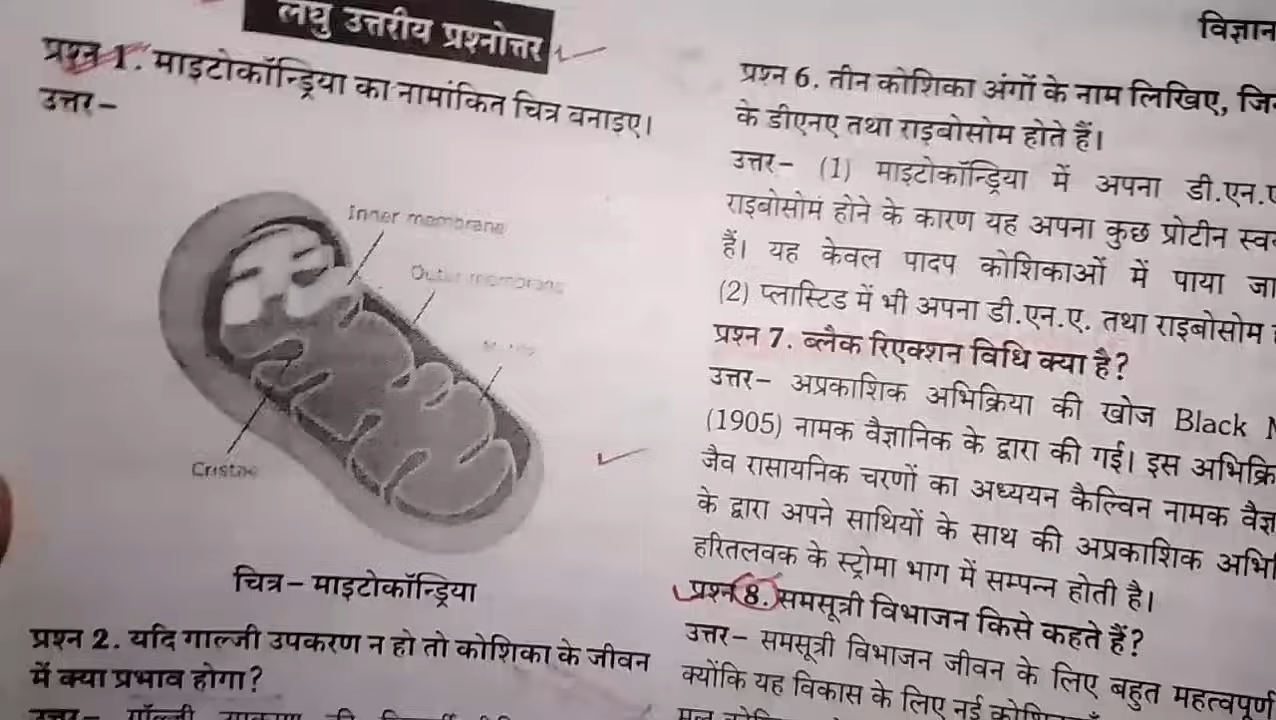 लघु उत्तरीय प्रश्नोत्तर
प्रश्न 1. माइटोकॉन्ड्रिया का नामांकित चित्र बनाइए।
उत्तर –
Inner membrane
Outer membrane
Cristae
चित्र – माइटोकॉन्ड्रिया
प्रश्न 2. यदि गाल्जी उपकरण न हो तो कोशिका के जीवन
में क्या प्रभाव होगा?
उत्तर –
विज्ञान
प्रश्न 6. तीन कोशिका अंगों के नाम लिखिए,
के डीएनए तथा राइबोसोम होते हैं।
उत्तर – (1) माइटोकॉन्ड्रिया में अपना डी.एन.
राइबोसोम होने के कारण यह अपना कुछ प्रोटीन
हैं। यह केवल पादप कोशिकाओं में पाया
(2) प्लास्टिड में भी अपना डी.एन.ए. तथा राइबोसोम
प्रश्न 7. ब्लैक रिएक्शन विधि क्या है?
उत्तर – अप्रकाशिक अभिक्रिया की खोज Black
(1905) नामक वैज्ञानिक के द्वारा की गई। इस
जैव रासायनिक चरणों का अध्ययन कैल्विन नामक
के द्वारा अपने साथियों के साथ की अप्रकाशिक
हरितलवक के स्ट्रोमा भाग में सम्पन्न होती है।
प्रश्न 8. समसूत्री विभाजन किसे कहते हैं?
उत्तर – समसूत्री विभाजन जीवन के लिए बहुत महत्वपूर्ण
क्योंकि यह विकास के लिए नई